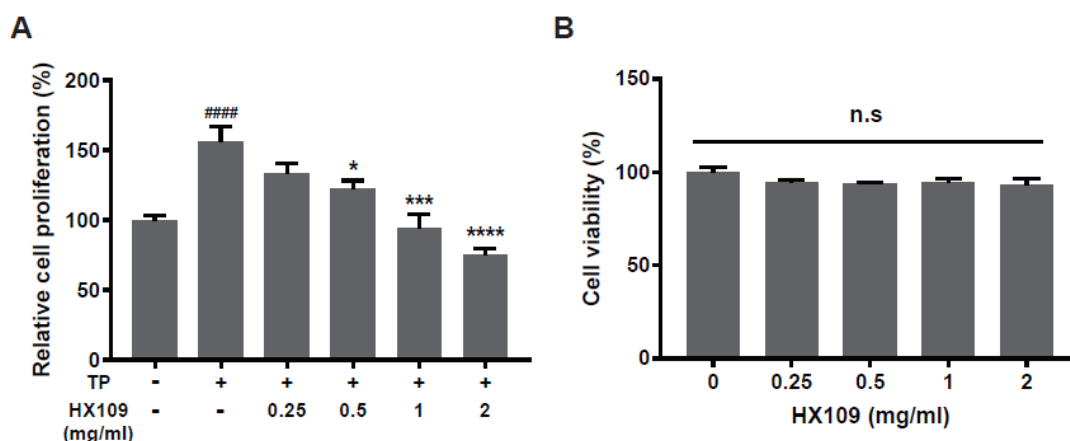 A
Relative cell proliferation (%)
200
150
100
50
0
####
*
***
****
TP - + + + + +
HX109 - - 0.25 0.5 1 2
(mg/ml)
B
Cell viability (%)
150
100
50
0
n.s
0 0.25 0.5 1 2
HX109 (mg/ml)